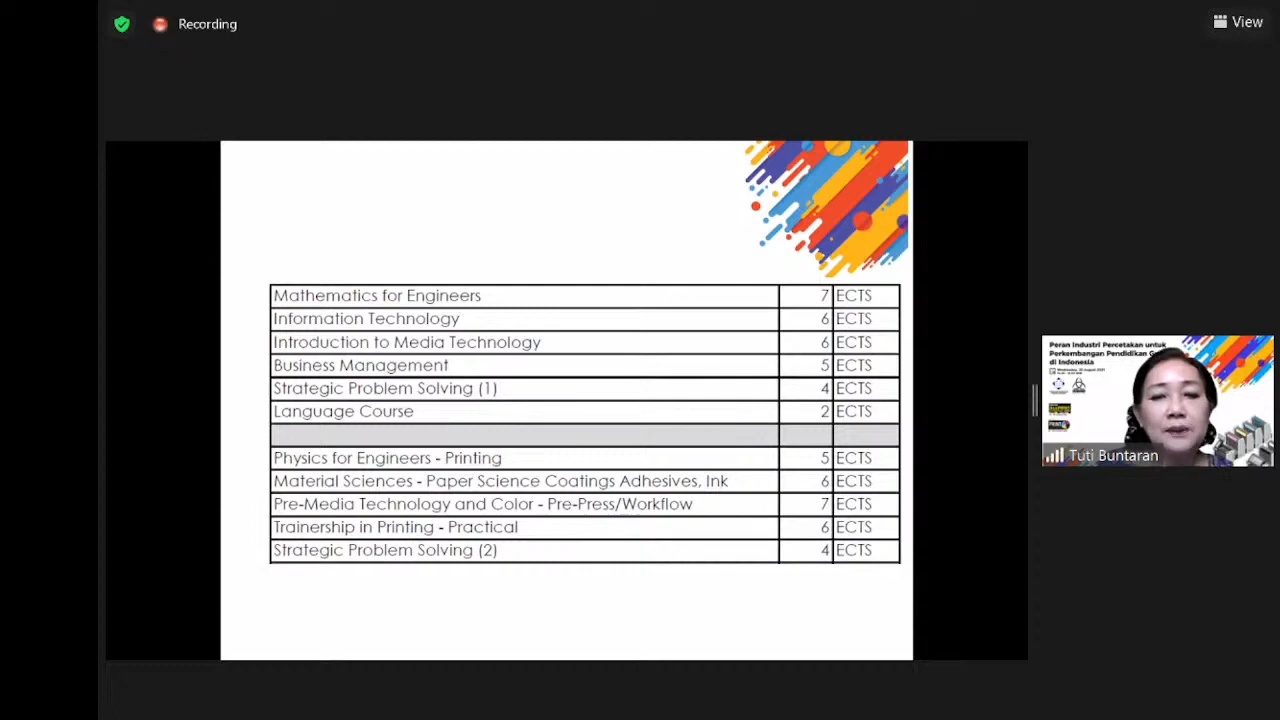 Recording
View
Mathematics for Engineers 7 ECTS
Information Technology 6 ECTS
Introduction to Media Technology 6 ECTS
Business Management 5 ECTS
Strategic Problem Solving (1) 4 ECTS
Language Course 2 ECTS
Physics for Engineers - Printing 5 ECTS
Material Sciences - Paper Science Coatings Adhesives, Ink 6 ECTS
Pre-Media Technology and Color - Pre-Press/Workflow 7 ECTS
Trainership in Printing - Practical 6 ECTS
Strategic Problem Solving (2) 4 ECTS
Peran Industri Percetakan untuk
Perkembangan Pendidikan
di Indonesia
Tuti Buntaran